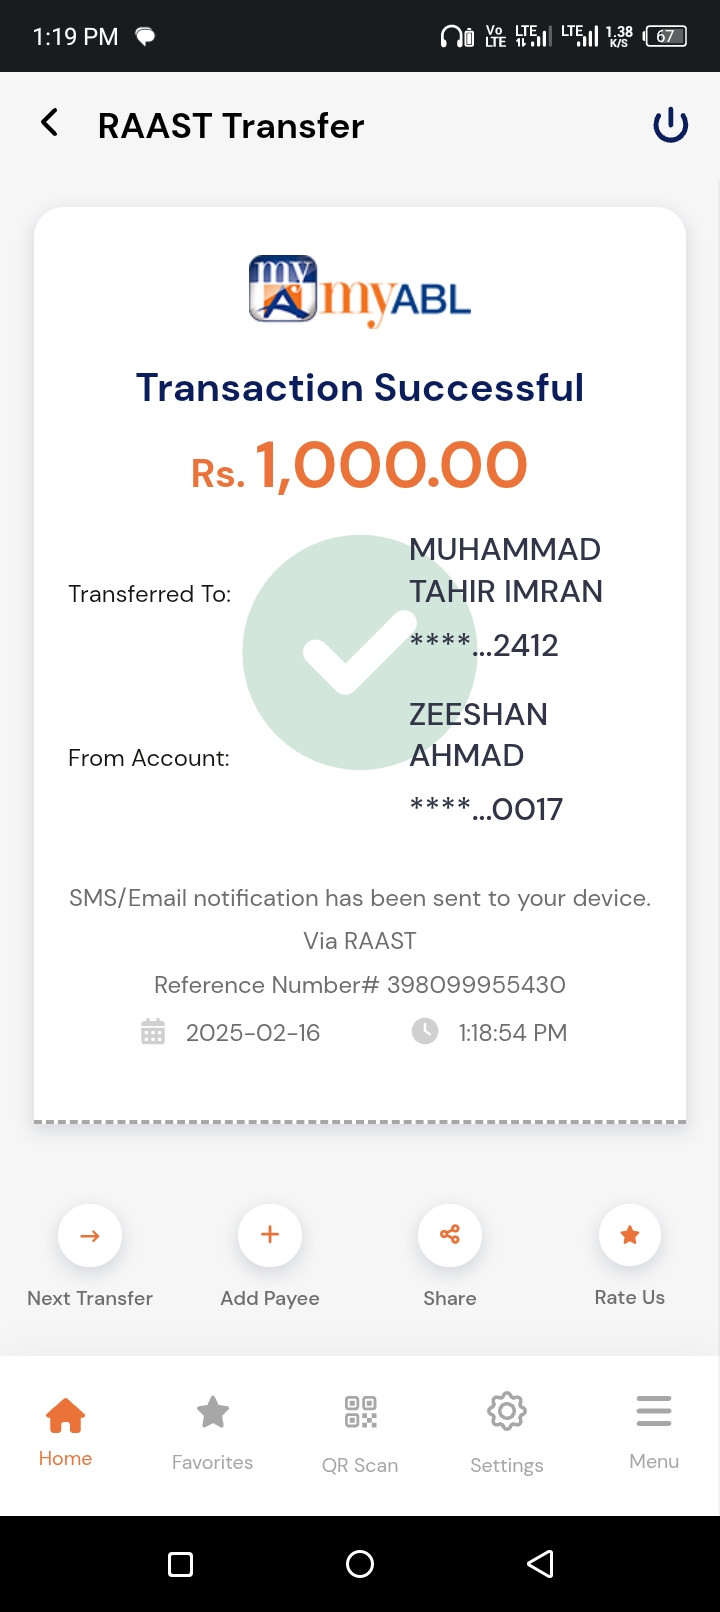 1:19 PM
Vo LTE LTE LTE 1.38 K/S 67
RAAST Transfer
my myABL
Transaction Successful
Rs. 1,000.00
Transferred To:
MUHAMMAD
TAHIR IMRAN
****...2412
From Account:
ZEESHAN
AHMAD
****...0017
SMS/Email notification has been sent to your device.
Via RAAST
Reference Number# 398099955430
2025-02-16 1:18:54 PM
Next Transfer Add Payee Share Rate Us
Home Favorites QR Scan Settings Menu